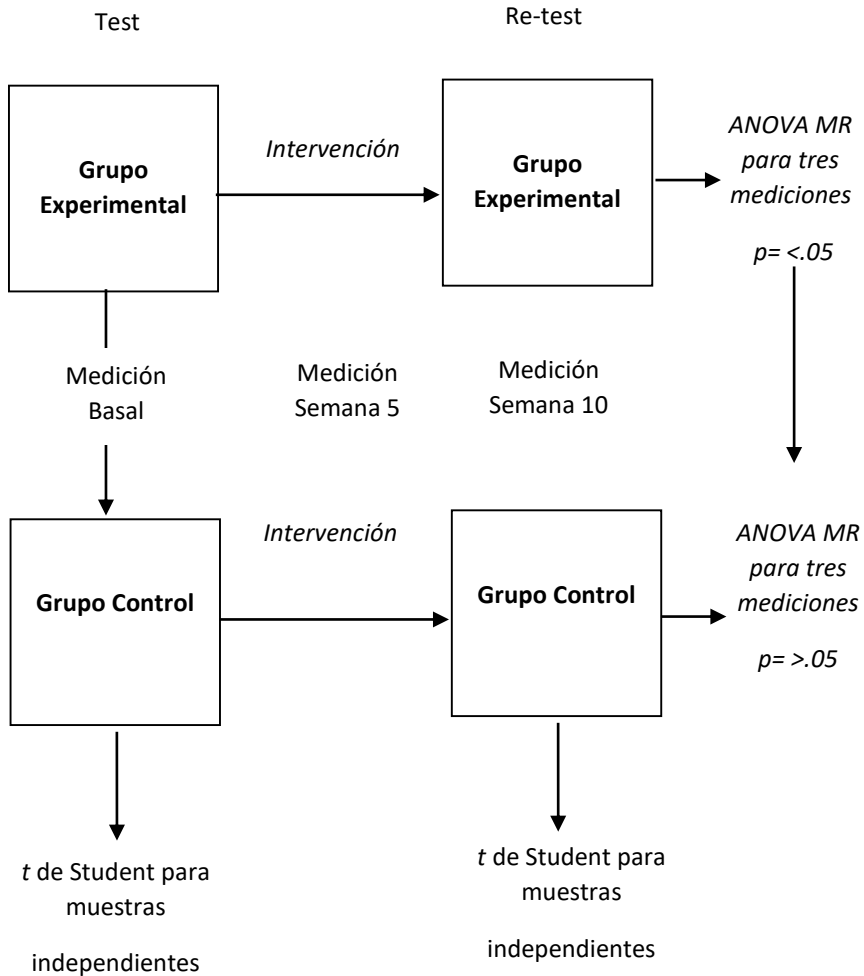 Test
Re-test
Grupo
Experimental
Intervención
Grupo
Experimental
ANOVA MR
para tres
mediciones
p= <.05
Medición
Basal
Medición
Semana 5
Medición
Semana 10
Grupo Control
Intervención
Grupo Control
ANOVA MR
para tres
mediciones
p= >.05
t de Student para
muestras
independientes
t de Student para
muestras
independientes